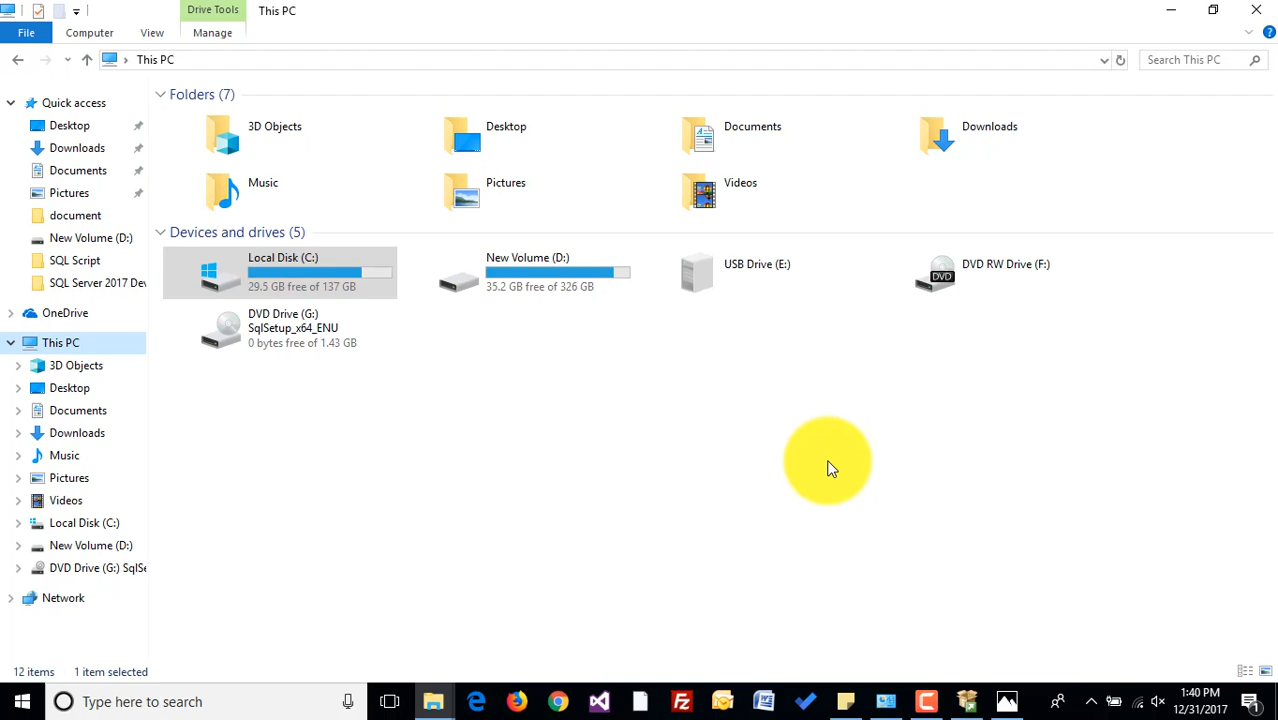 Drive Tools
This PC
File
Computer
View
Manage
This PC
Search This PC
Quick access
Desktop
Downloads
Documents
Pictures
document
New Volume (D:)
SQL Script
SQL Server 2017 Dev
OneDrive
This PC
3D Objects
Desktop
Documents
Downloads
Music
Pictures
Videos
Local Disk (C:)
New Volume (D:)
DVD Drive (G:) SqlSe
Network
Folders (7)
3D Objects
Desktop
Documents
Downloads
Music
Pictures
Videos
Devices and drives (5)
Local Disk (C:)
29.5 GB free of 137 GB
New Volume (D:)
35.2 GB free of 326 GB
USB Drive (E:)
DVD RW Drive (F:)
DVD
DVD Drive (G:)
SqlSetup_x64_ENU
0 bytes free of 1.43 GB
12 items
1 item selected
Type here to search
1:40 PM
12/31/2017
1